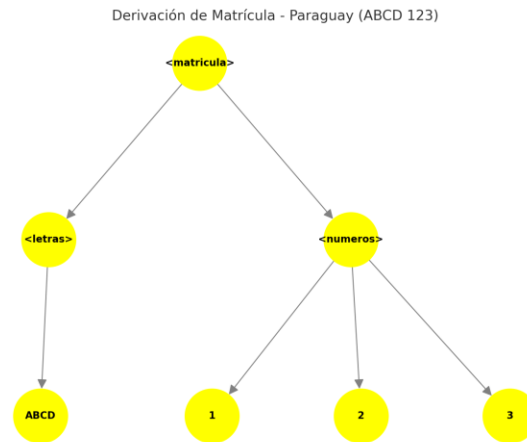 Derivación de Matrícula - Paraguay (ABCD 123)
<matricula>
<letras>
<numeros>
ABCD
1
2
3